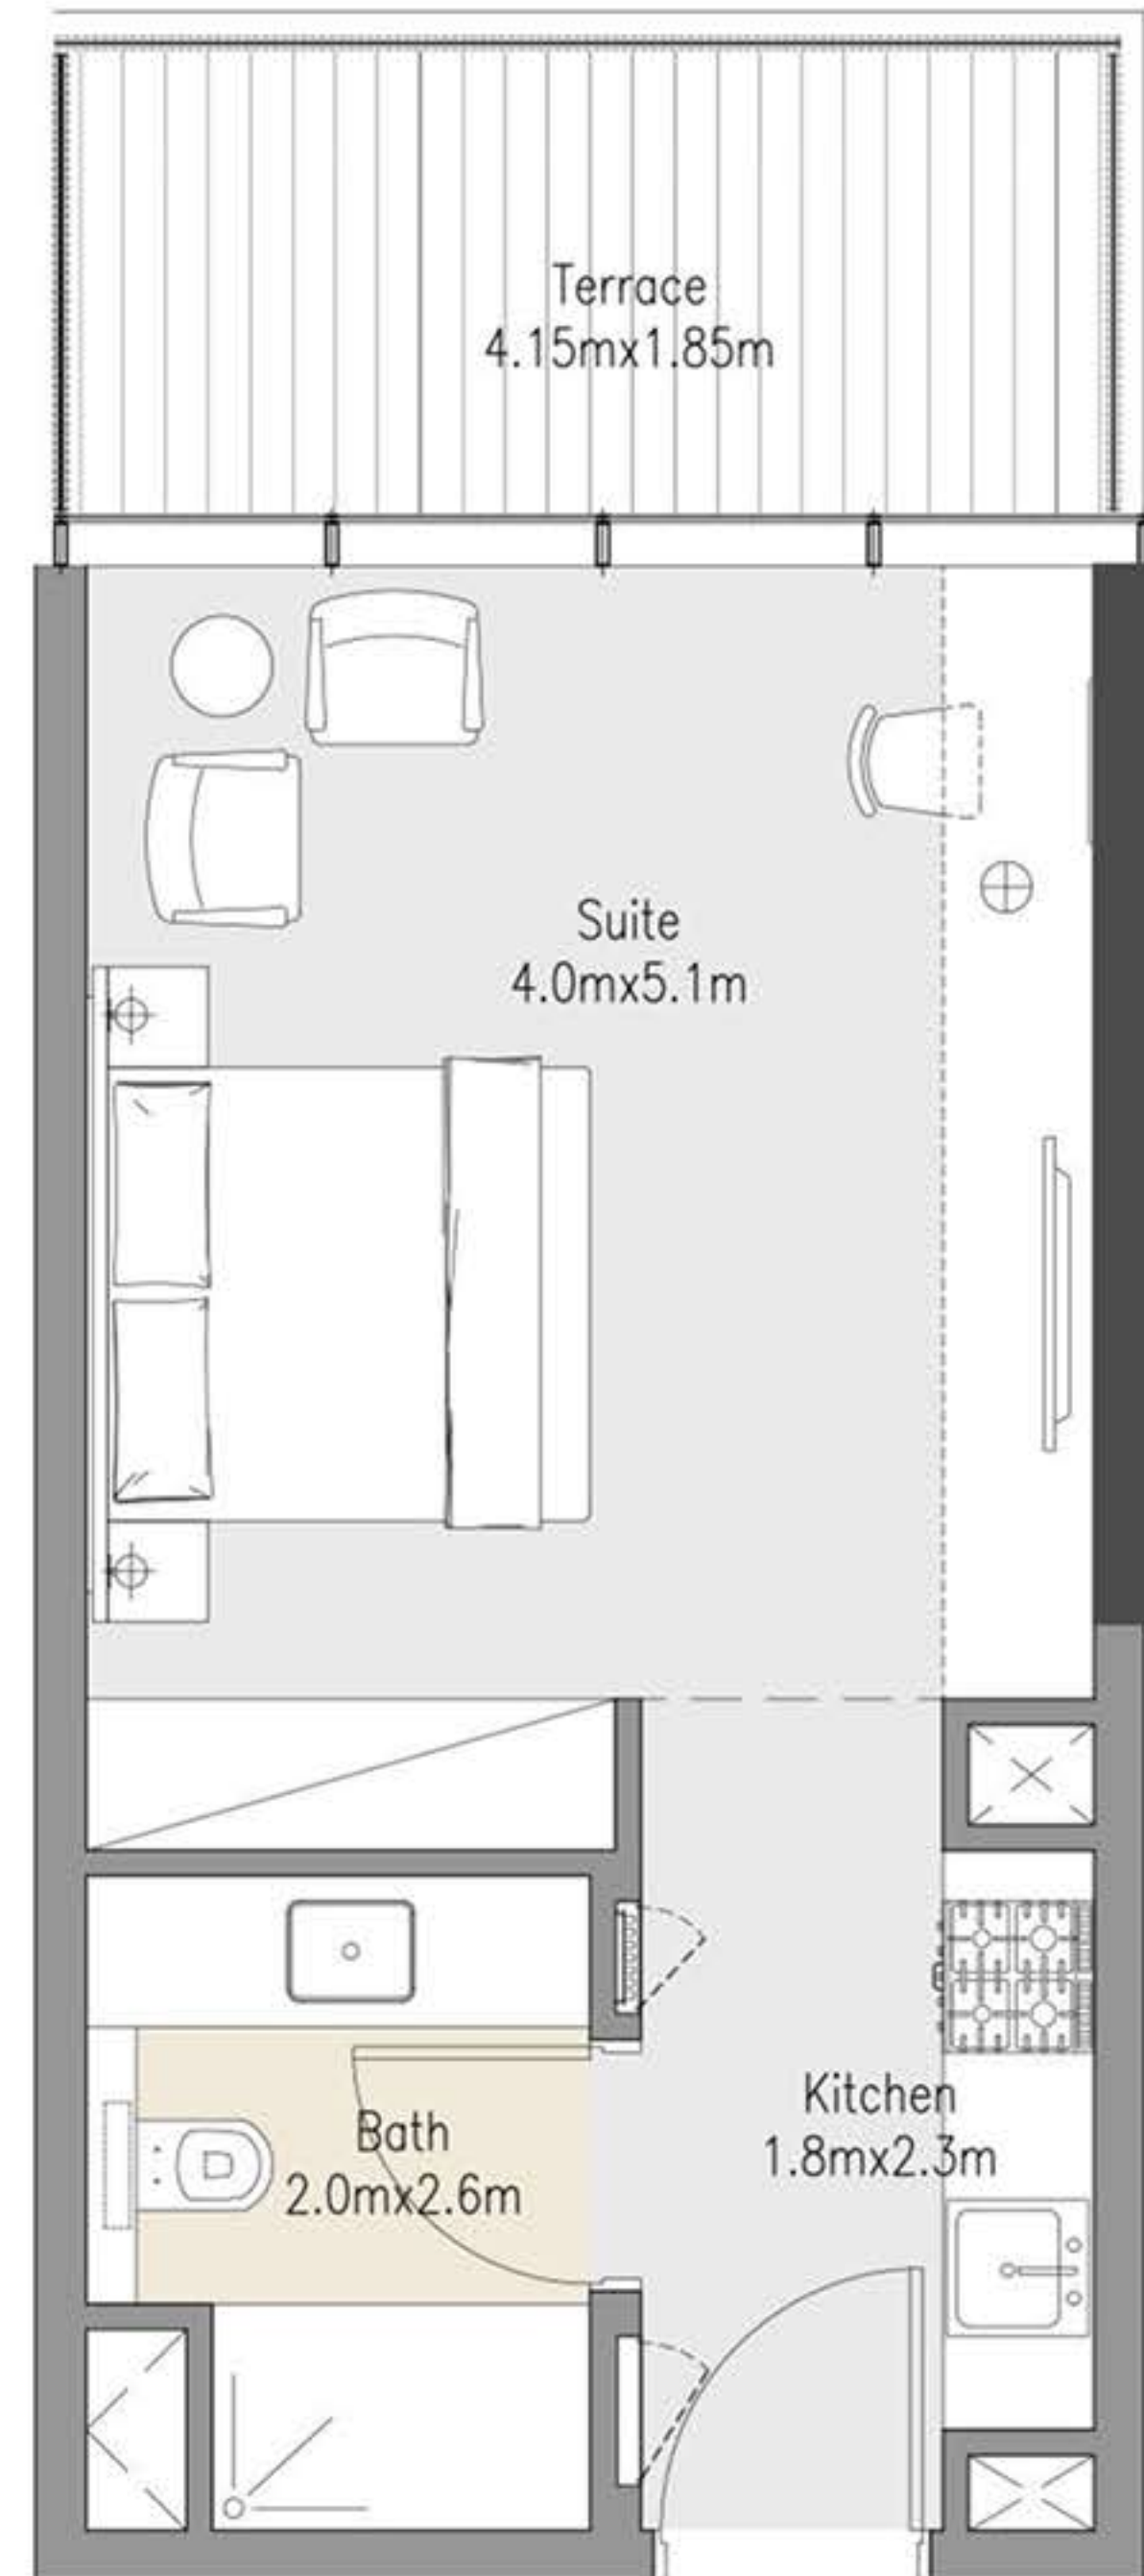 Terrace
4.15mx1.85m
Suite
4.0mx5.1m
Kitchen
1.8mx2.3m
Bath
2.0mx2.6m